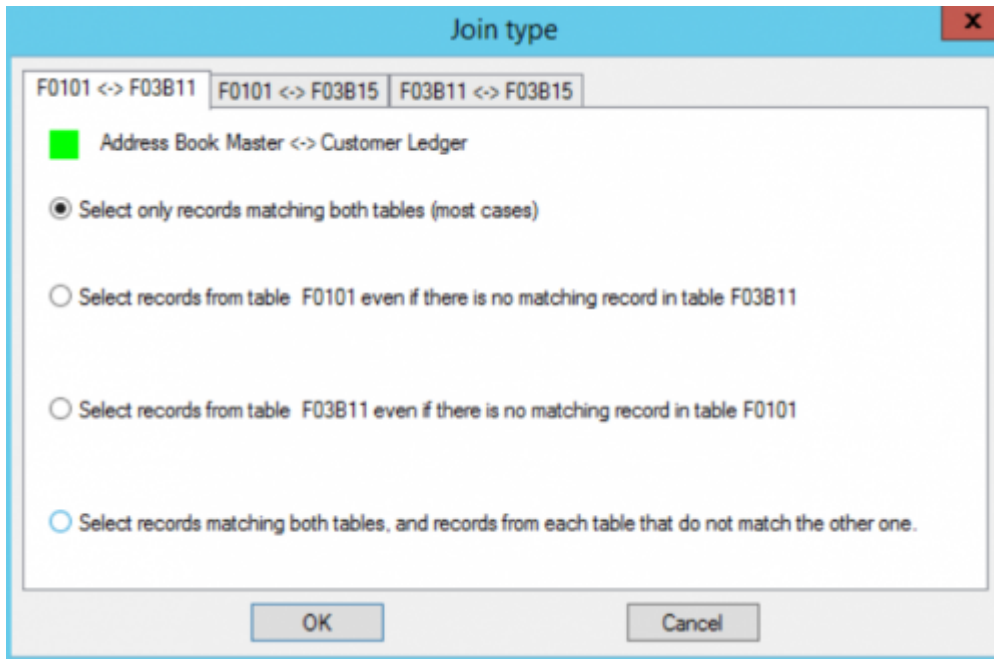 Join type
x
F0101 <-> F03B11
F0101 <-> F03B15
F03B11 <-> F03B15
Address Book Master <-> Customer Ledger
Select only records matching both tables (most cases)
Select records from table F0101 even if there is no matching record in table F03B11
Select records from table F03B11 even if there is no matching record in table F0101
Select records matching both tables, and records from each table that do not match the other one.
OK
Cancel